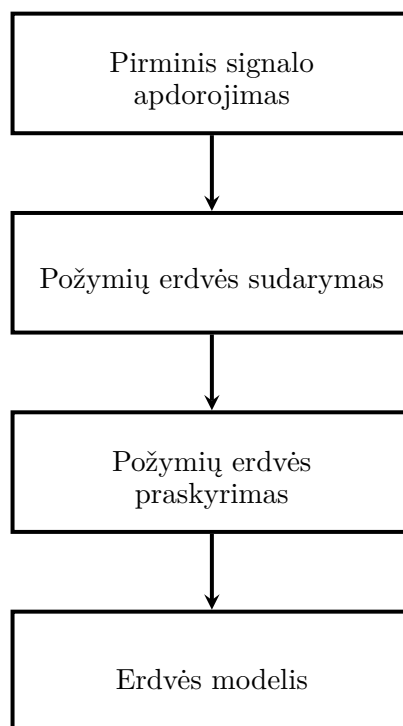 Pirminis signalo
apdorojimas
Požymių erdvės sudarymas
Požymių erdvės
praskyrimas
Erdvės modelis